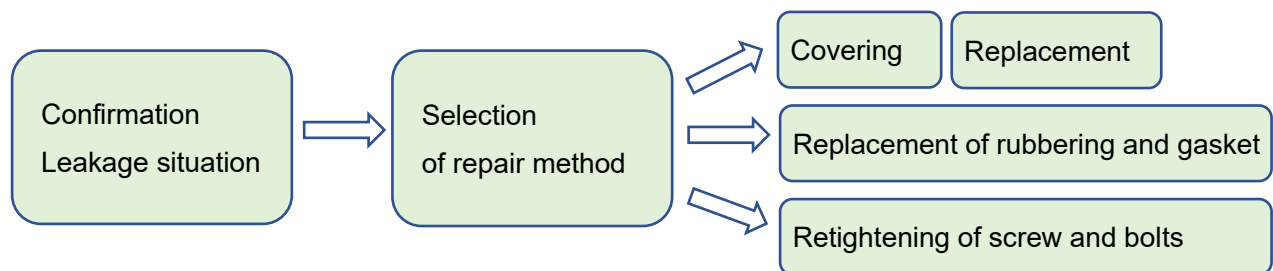 Confirmation
Leakage situation
Selection
of repair method
Covering
Replacement
Replacement of rubbering and gasket
Retightening of screw and bolts